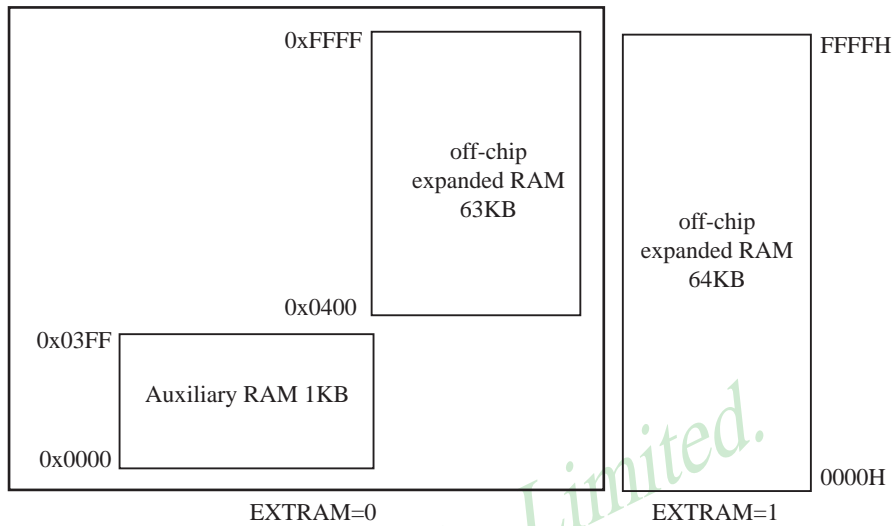 0xFFFF
off-chip
expanded RAM
63KB
0x0400
0x03FF
Auxiliary RAM 1KB
0x0000
EXTRAM=0
FFFFH
off-chip
expanded RAM
64KB
0000H
EXTRAM=1
Limited.